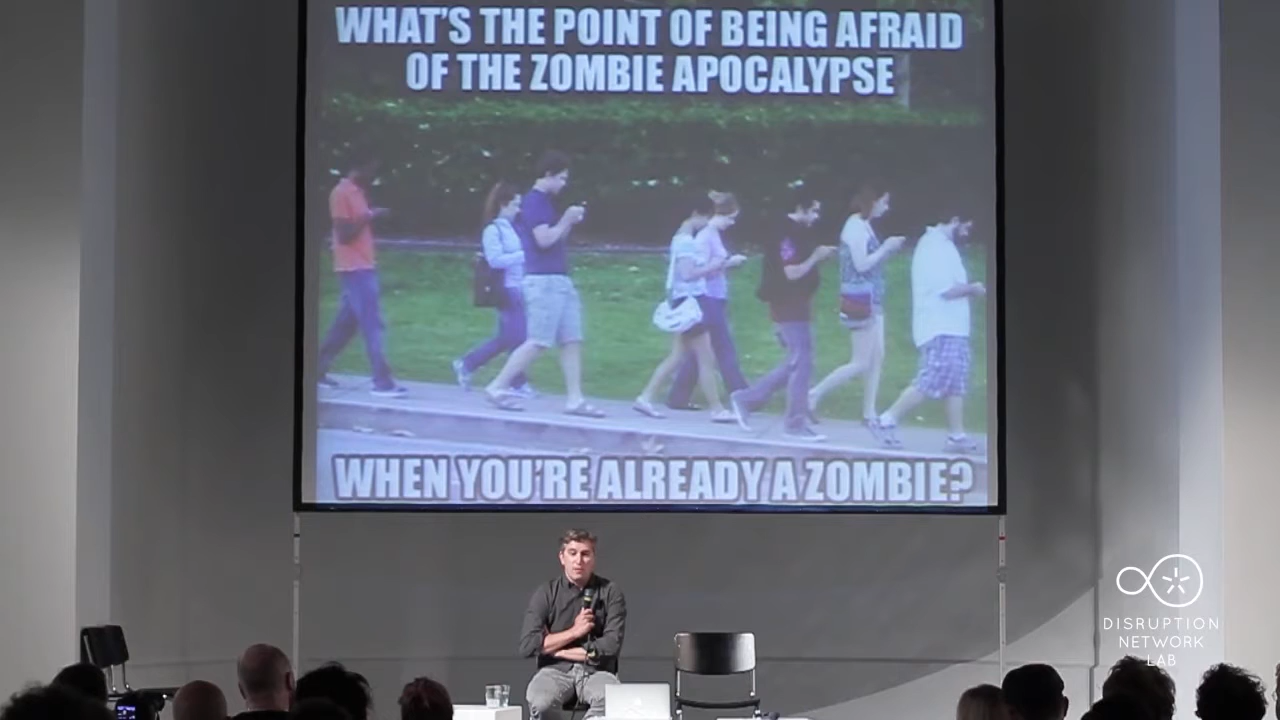 WHAT'S THE POINT OF BEING AFRAID
OF THE ZOMBIE APOCALYPSE
WHEN YOU'RE ALREADY A ZOMBIE?
DISRUPTION
NETWORK
LAB